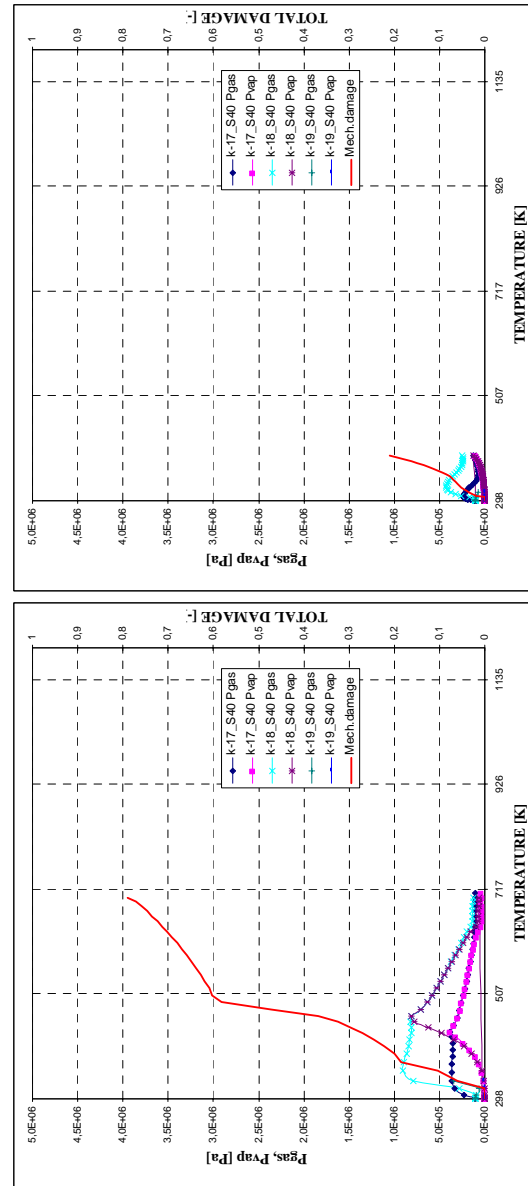 TOTAL DAMAGE [-]
1
0,9
0,8
0,7
0,6
0,5
0,4
0,3
0,2
0,1
0
k-17_S40 Pgas
k-17_S40 Pvap
k-18_S40 Pgas
k-18_S40 Pvap
k-19_S40 Pgas
k-19_S40 Pvap
Mech.damage
1135
926
717
507
298
TEMPERATURE [K]
5.0E+06
4.5E+06
4.0E+06
3.5E+06
3.0E+06
2.5E+06
2.0E+06
1.5E+06
1.0E+06
5.0E+05
0.0E+00
Pgas, Pvap [Pa]
TOTAL DAMAGE [-]
1
0,9
0,8
0,7
0,6
0,5
0,4
0,3
0,2
0,1
0
k-17_S40 Pgas
k-17_S40 Pvap
k-18_S40 Pgas
k-18_S40 Pvap
k-19_S40 Pgas
k-19_S40 Pvap
Mech.damage
1135
926
717
507
298
TEMPERATURE [K]
5.0E+06
4.5E+06
4.0E+06
3.5E+06
3.0E+06
2.5E+06
2.0E+06
1.5E+06
1.0E+06
5.0E+05
0.0E+00
Pgas, Pvap [Pa]